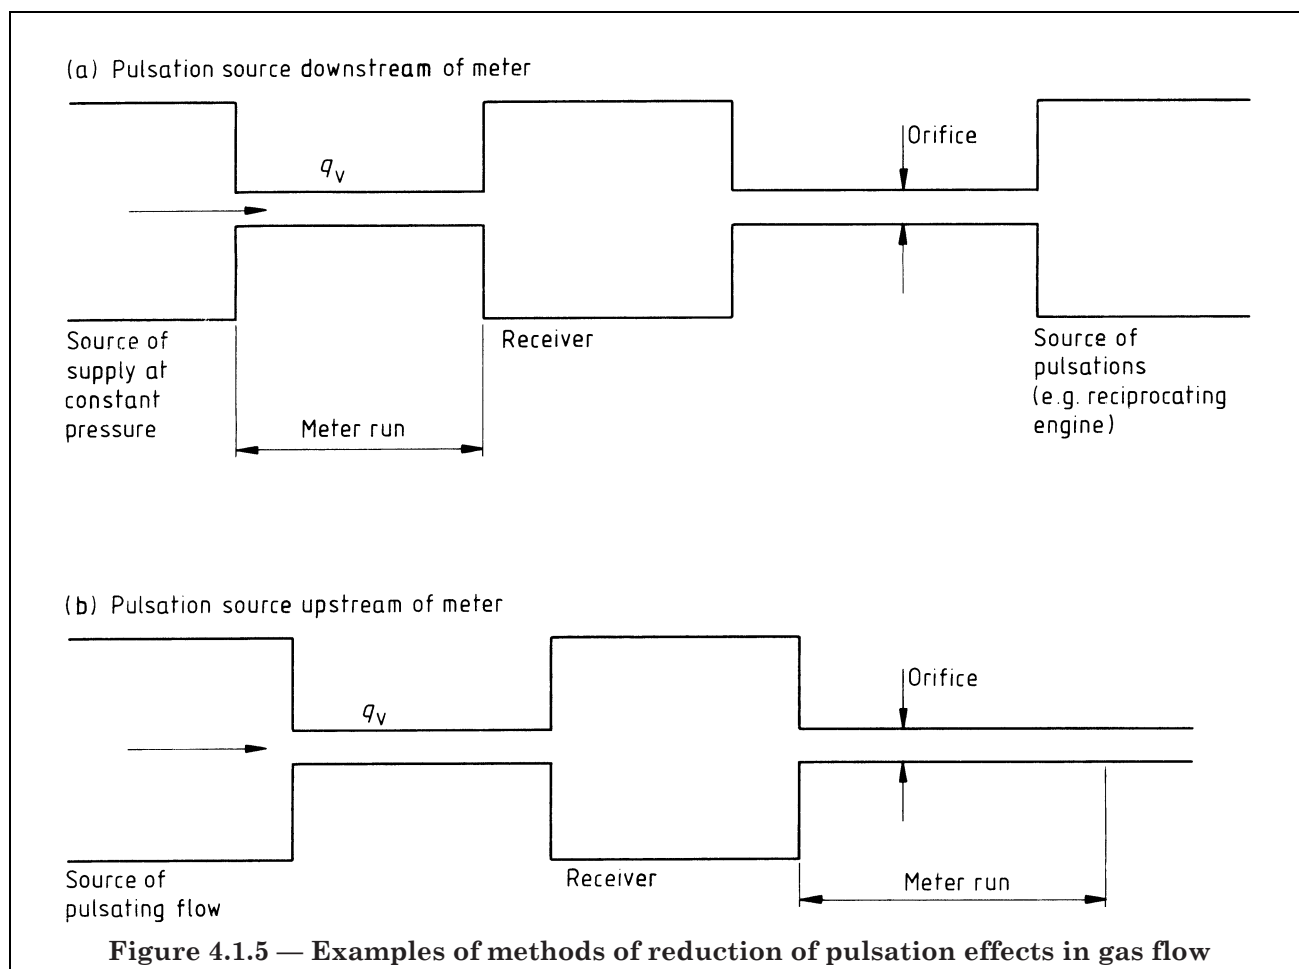 (a) Pulsation source downstream of meter
Orifice
qv
Source of
supply at
constant
pressure
Receiver
Source of
pulsations
(e.g. reciprocating
engine)
Meter run
(b) Pulsation source upstream of meter
Orifice
qv
Source of
pulsating flow
Receiver
Meter run
Figure 4.1.5 — Examples of methods of reduction of pulsation effects in gas flow